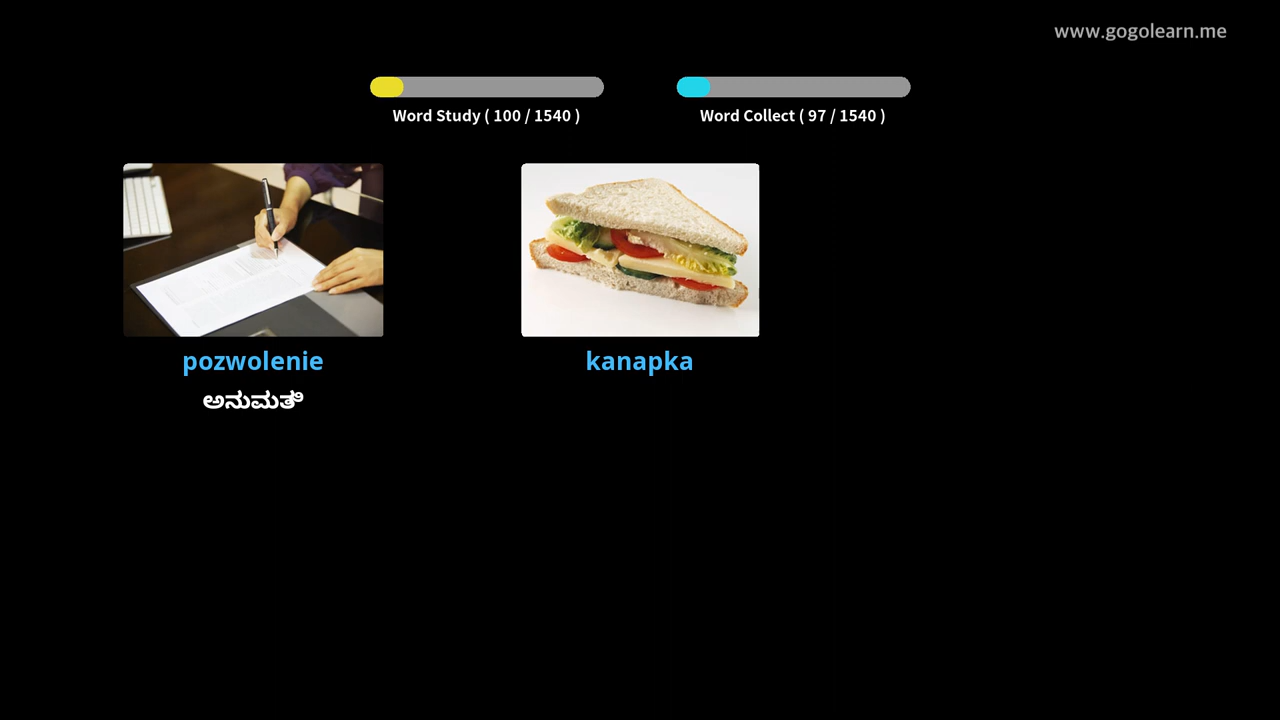 www.gogolearn.me
Word Study ( 100 / 1540 )
Word Collect ( 97 / 1540 )
pozwolenie
kanapka
ಅನುಮತಿ